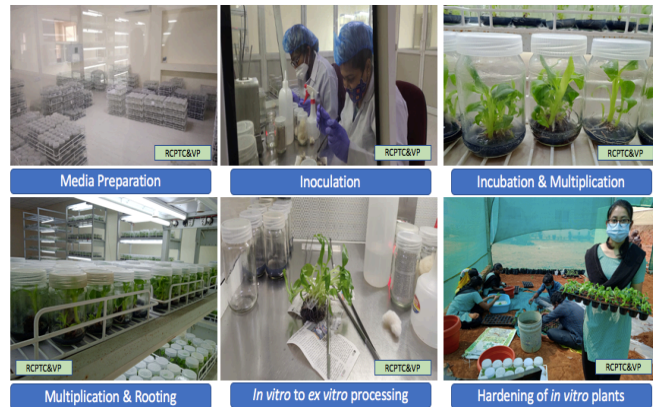 RCPTC&VP
RCPTC&VP
RCPTC&VP
Media Preparation
Inoculation
Incubation & Multiplication
RCPTC&VP
RCPTC&VP
RCPTC&VP
Multiplication & Rooting
In vitro to ex vitro processing
Hardening of in vitro plants